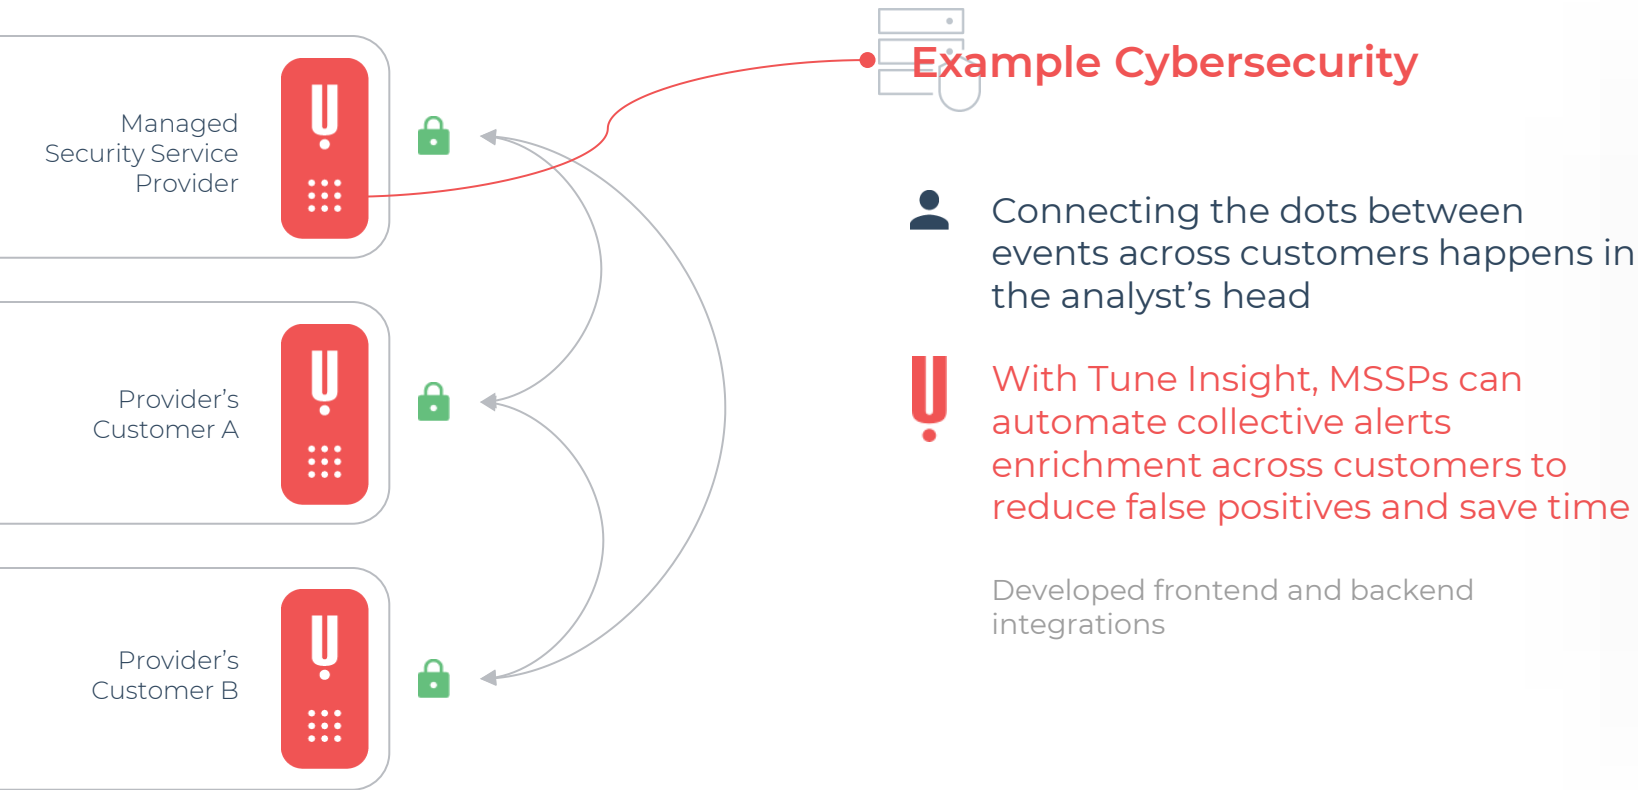 Example Cybersecurity
Managed
Security Service
Provider
Connecting the dots between
events across customers happens in
the analyst’s head
With Tune Insight, MSSPs can
automate collective alerts
enrichment across customers to
reduce false positives and save time
Provider’s
Customer A
Developed frontend and backend
integrations
Provider’s
Customer B